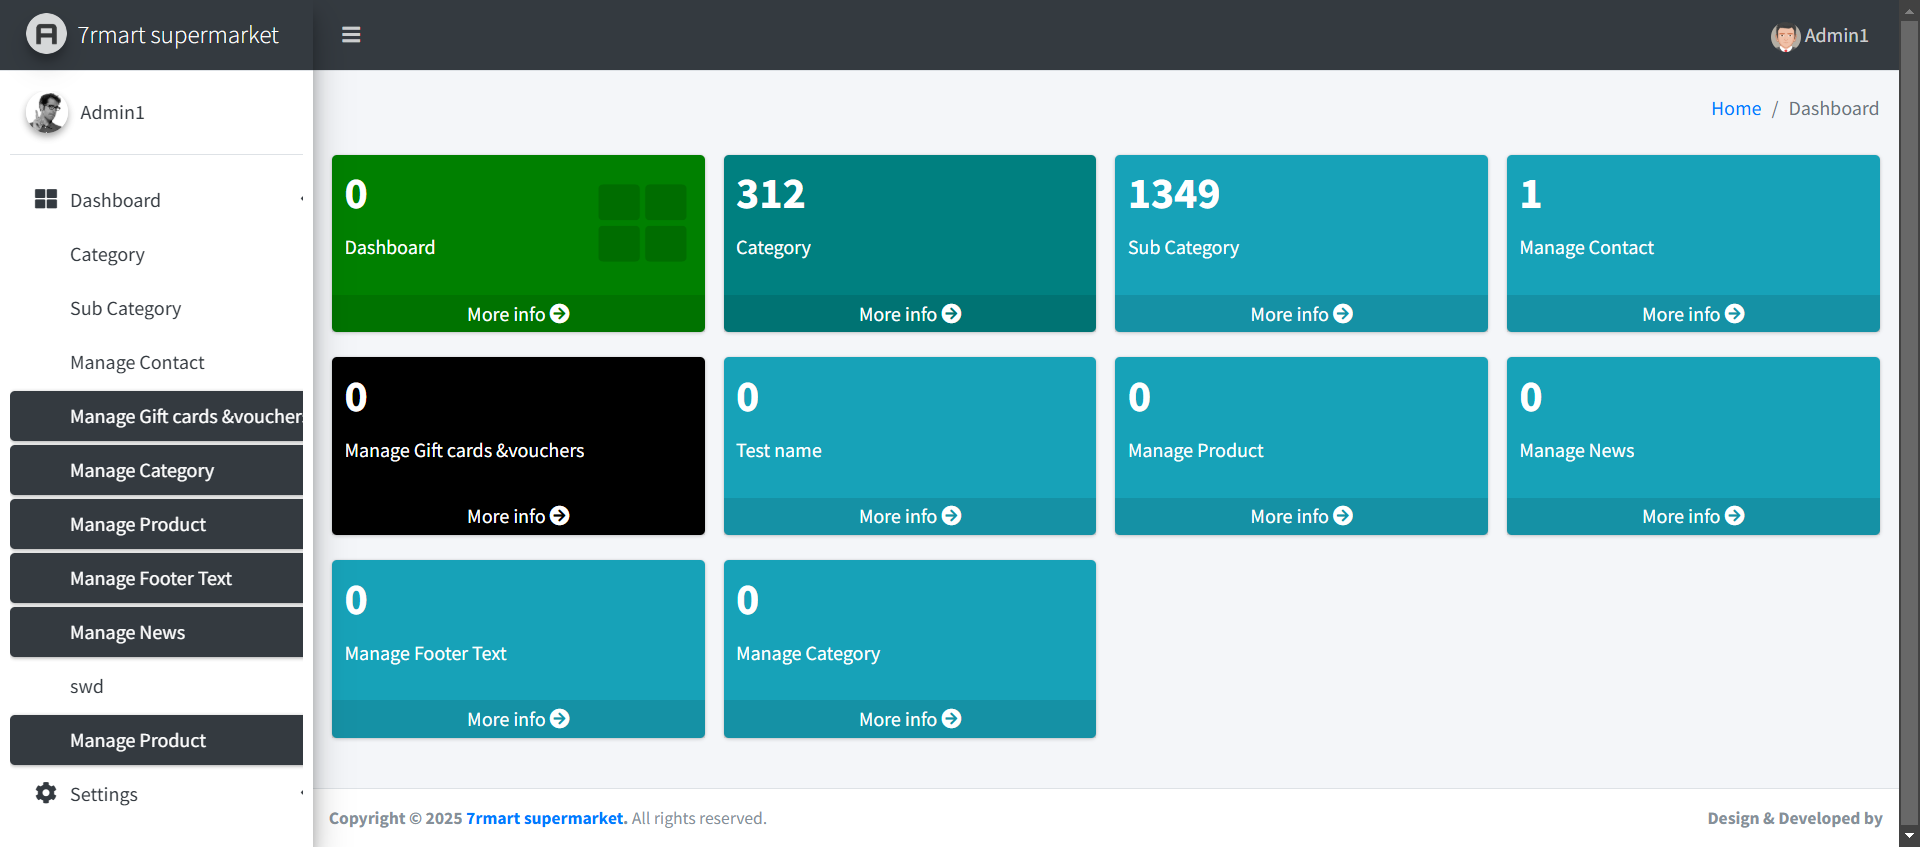 7rmart supermarket
Admin1
Admin1
Home / Dashboard
Dashboard
Category
Sub Category
Manage Contact
Manage Gift cards &voucher
Manage Category
Manage Product
Manage Footer Text
Manage News
swd
Manage Product
Settings
0
Dashboard
More info
312
Category
More info
1349
Sub Category
More info
1
Manage Contact
More info
0
Manage Gift cards &vouchers
More info
0
Test name
More info
0
Manage Product
More info
0
Manage News
More info
0
Manage Footer Text
More info
0
Manage Category
More info
Copyright © 2025 7rmart supermarket. All rights reserved.
Design & Developed by